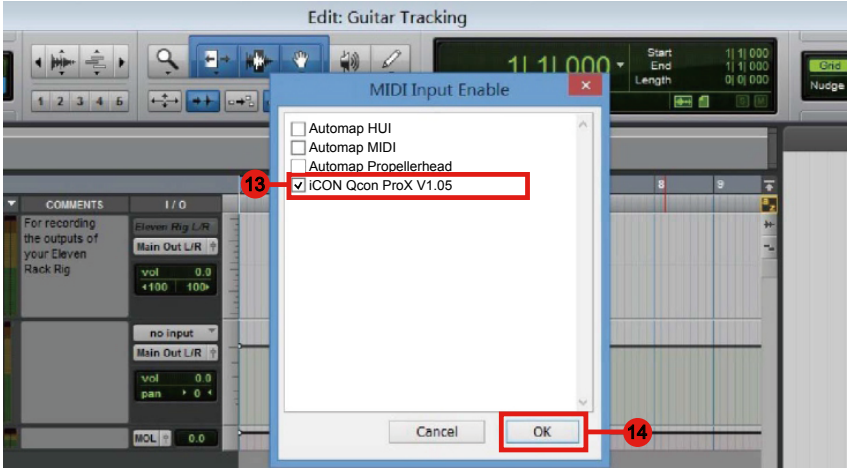 Edit: Guitar Tracking
1| 1| 000
Start 1| 1| 000
End 1| 1| 000
Length 0| 0| 000
Grid
Nudge
1 2 3 4 5
MIDI Input Enable
Automap HUI
Automap MIDI
Automap Propellerhead
13
iCON Qcon ProX V1.05
8 9
COMMENTS I / O
For recording
the outputs of
your Eleven
Rack Rig
Eleven Rig L/R
Main Out L/R
vol 0.0
100 100
no input
Main Out L/R
vol 0.0
pan 0
Cancel OK
14
MOL 0.0